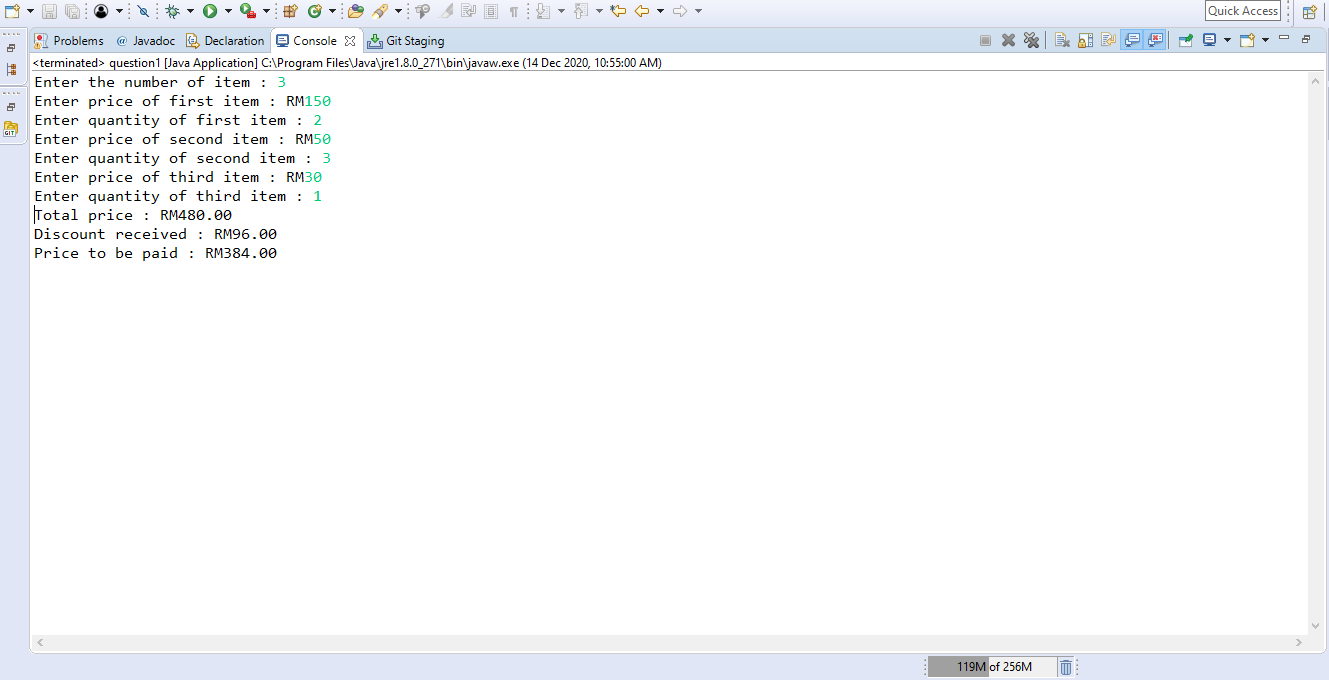 Quick Access
Problems @ Javadoc Declaration Console Git Staging
<terminated> question1 [Java Application] C:\Program Files\Java\jre1.8.0_271\bin\javaw.exe (14 Dec 2020, 10:55:00 AM)
Enter the number of item : 3
Enter price of first item : RM150
Enter quantity of first item : 2
Enter price of second item : RM50
Enter quantity of second item : 3
Enter price of third item : RM30
Enter quantity of third item : 1
Total price : RM480.00
Discount received : RM96.00
Price to be paid : RM384.00
GIT
119M of 256M